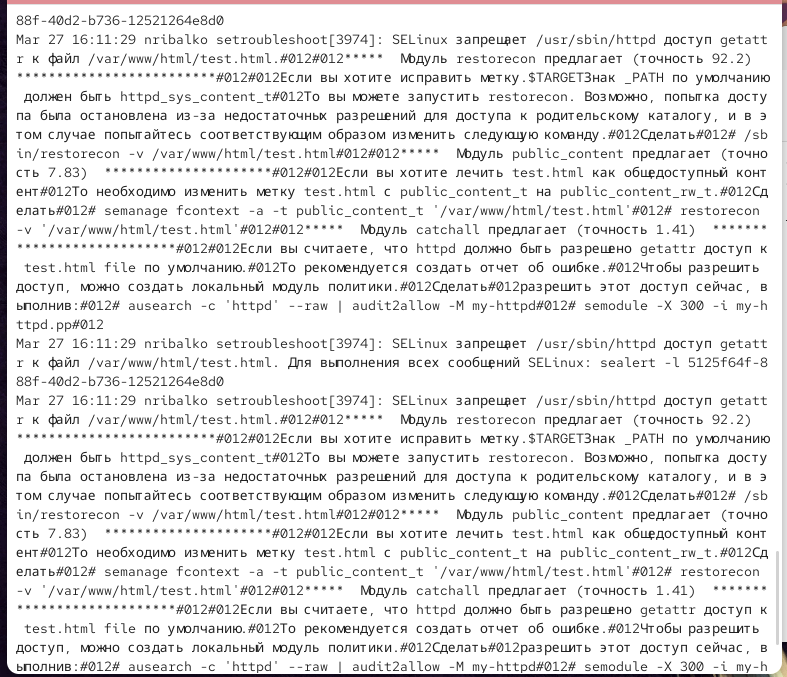 88f-40d2-b736-12521264e8d0
Mar 27 16:11:29 nribalko setroubleshoot[3974]: SELinux запрещает /usr/sbin/httpd доступ getatt
r к файл /var/www/html/test.html.#012#012*****  Модуль restorecon предлагает (точность 92.2)
************************#012#012Если вы хотите исправить метку.$TARGETЗнак _PATH по умолчанию
 должен быть httpd_sys_content_t#012То вы можете запустить restorecon. Возможно, попытка досту
па была остановлена из-за недостаточных разрешений для доступа к родительскому каталогу, и в э
том случае попытайтесь соответствующим образом изменить следующую команду.#012Сделать#012# /sb
in/restorecon -v /var/www/html/test.html#012#012*****  Модуль public_content предлагает (точно
сть 7.83)  *********************#012#012Если вы хотите лечить test.html как общедоступный конт
ент#012То необходимо изменить метку test.html с public_content_t на public_content_rw_t.#012Сд
елать#012# semanage fcontext -a -t public_content_t '/var/www/html/test.html'#012# restorecon
-v '/var/www/html/test.html'#012#012*****  Модуль catchall предлагает (точность 1.41)  *******
********************#012#012Если вы считаете, что httpd должно быть разрешено getattr доступ к
 test.html file по умолчанию.#012То рекомендуется создать отчет об ошибке.#012Чтобы разрешить
доступ, можно создать локальный модуль политики.#012Сделать#012разрешить этот доступ сейчас, в
ыполнив:#012# ausearch -c 'httpd' --raw | audit2allow -M my-httpd#012# semodule -X 300 -i my-h
ttpd.pp#012
Mar 27 16:11:29 nribalko setroubleshoot[3974]: SELinux запрещает /usr/sbin/httpd доступ getatt
r к файл /var/www/html/test.html. Для выполнения всех сообщений SELinux: sealert -l 5125f64f-8
88f-40d2-b736-12521264e8d0
Mar 27 16:11:29 nribalko setroubleshoot[3974]: SELinux запрещает /usr/sbin/httpd доступ getatt
r к файл /var/www/html/test.html.#012#012*****  Модуль restorecon предлагает (точность 92.2)
************************#012#012Если вы хотите исправить метку.$TARGETЗнак _PATH по умолчанию
 должен быть httpd_sys_content_t#012То вы можете запустить restorecon. Возможно, попытка досту
па была остановлена из-за недостаточных разрешений для доступа к родительскому каталогу, и в э
том случае попытайтесь соответствующим образом изменить следующую команду.#012Сделать#012# /sb
in/restorecon -v /var/www/html/test.html#012#012*****  Модуль public_content предлагает (точно
сть 7.83)  *********************#012#012Если вы хотите лечить test.html как общедоступный конт
ент#012То необходимо изменить метку test.html с public_content_t на public_content_rw_t.#012Сд
елать#012# semanage fcontext -a -t public_content_t '/var/www/html/test.html'#012# restorecon
-v '/var/www/html/test.html'#012#012*****  Модуль catchall предлагает (точность 1.41)  *******
********************#012#012Если вы считаете, что httpd должно быть разрешено getattr доступ к
 test.html file по умолчанию.#012То рекомендуется создать отчет об ошибке.#012Чтобы разрешить
доступ, можно создать локальный модуль политики.#012Сделать#012разрешить этот доступ сейчас, в
ыполнив:#012# ausearch -c 'httpd' --raw | audit2allow -M my-httpd#012# semodule -X 300 -i my-h